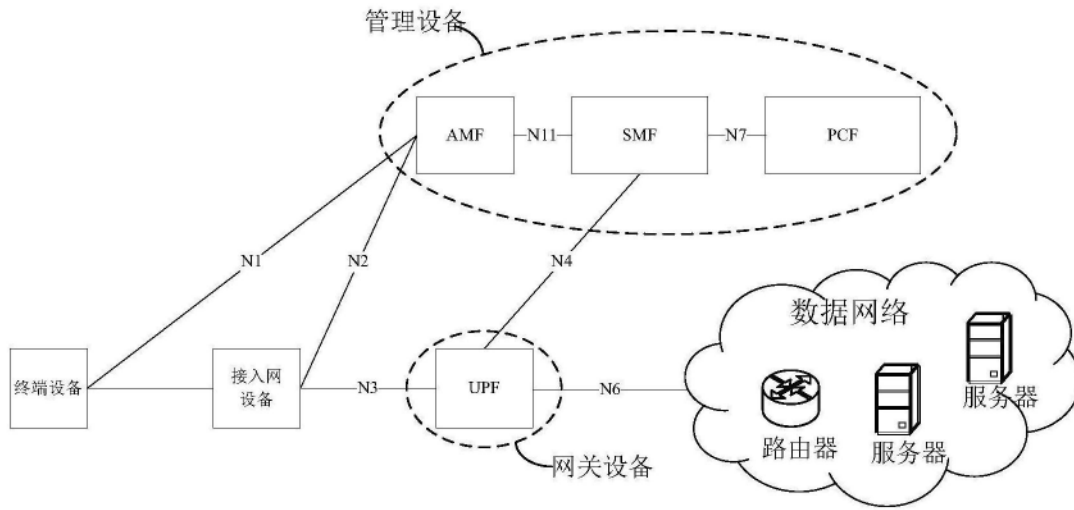 管理设备
AMF
N11
SMF
N7
PCF
N1
N2
N4
数据网络
终端设备
接入网
设备
N3
UPF
N6
服务器
路由器
服务器
网关设备